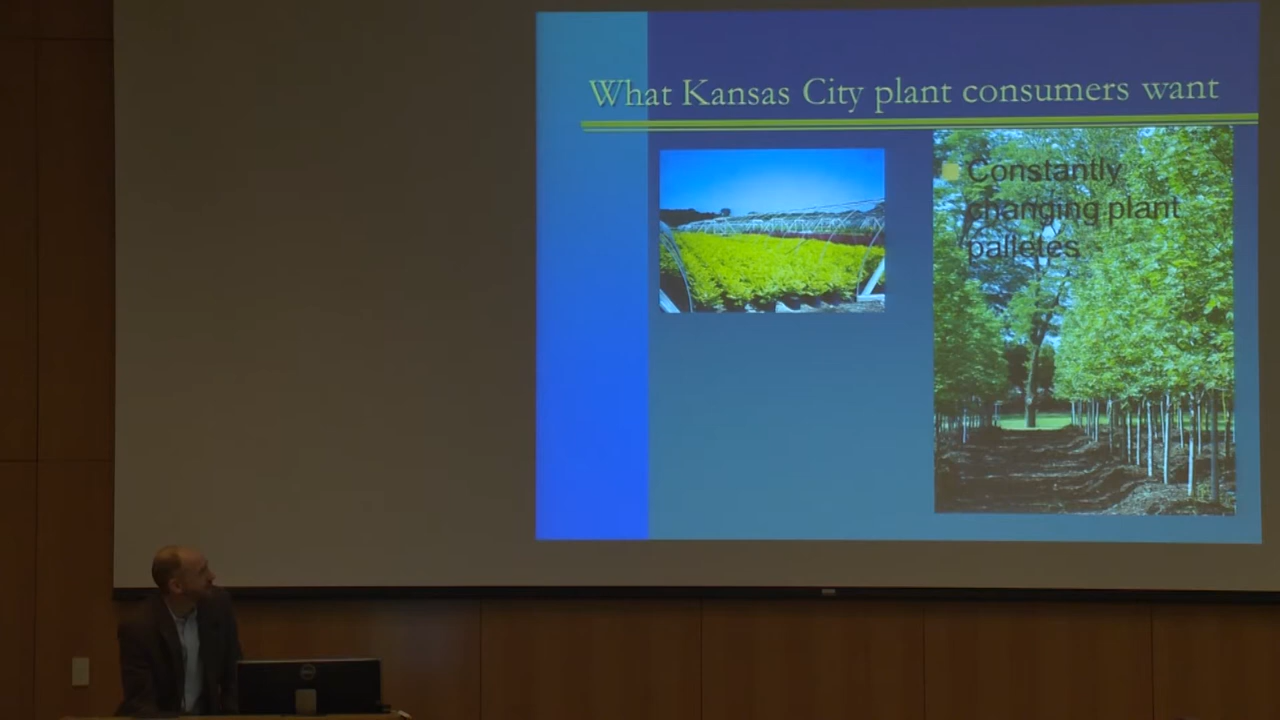 What Kansas City plant consumers want
Constantly
changing plant
palletes